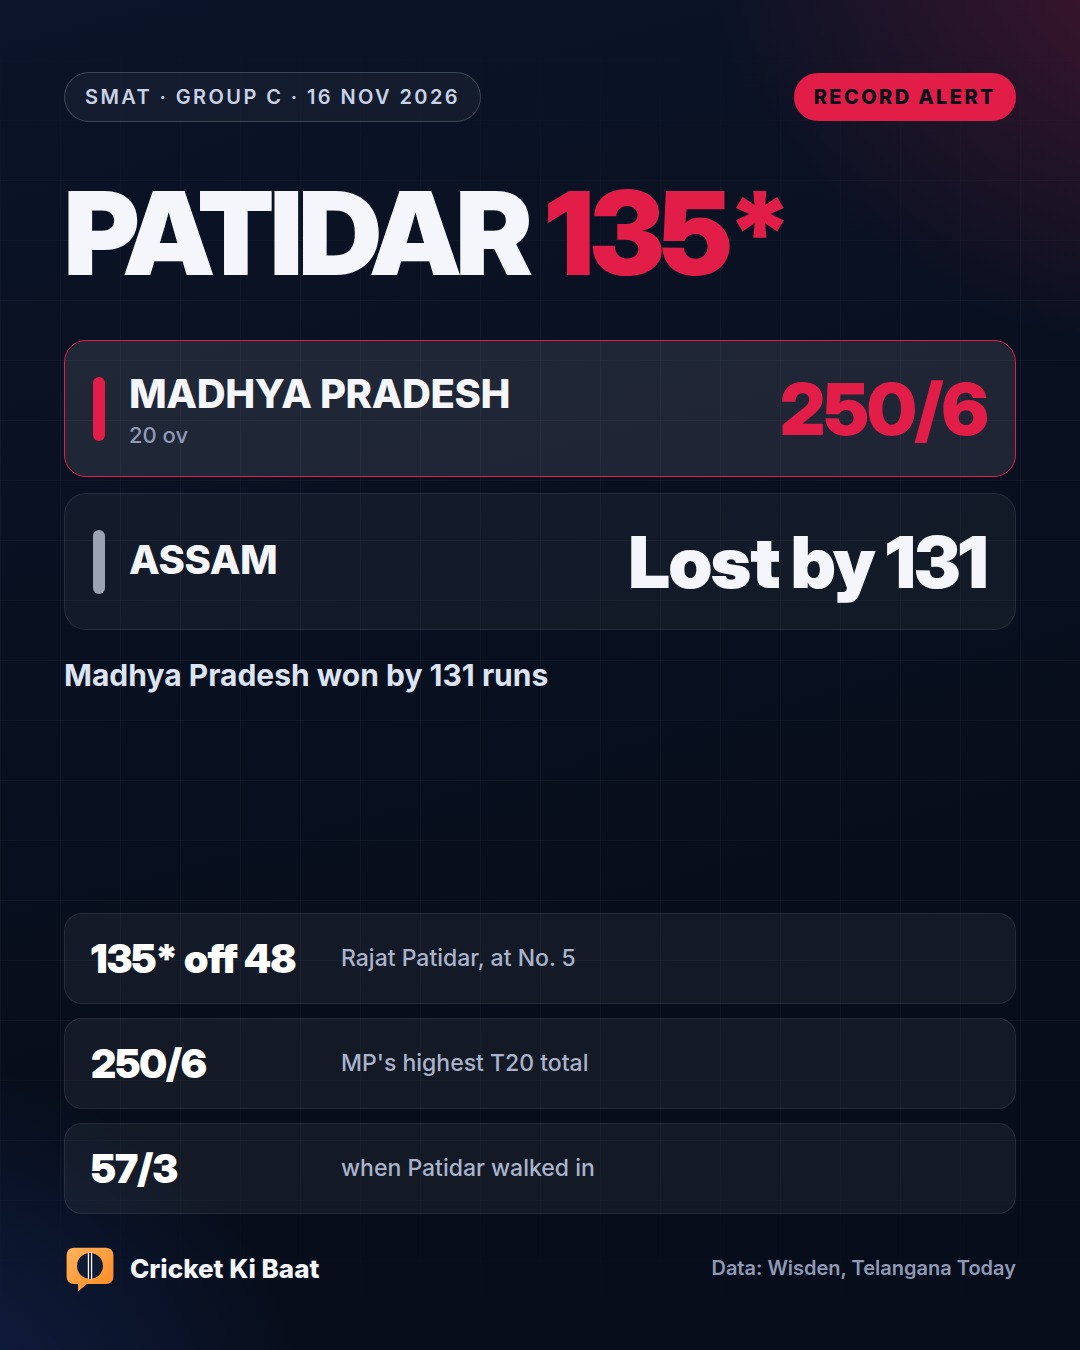 SMAT · GROUP C · 16 NOV 2026
RECORD ALERT
PATIDAR 135*
MADHYA PRADESH
20 ov
250/6
ASSAM
Lost by 131
Madhya Pradesh won by 131 runs
135* off 48 Rajat Patidar, at No. 5
250/6 MP's highest T20 total
57/3 when Patidar walked in
Cricket Ki Baat
Data: Wisden, Telangana Today